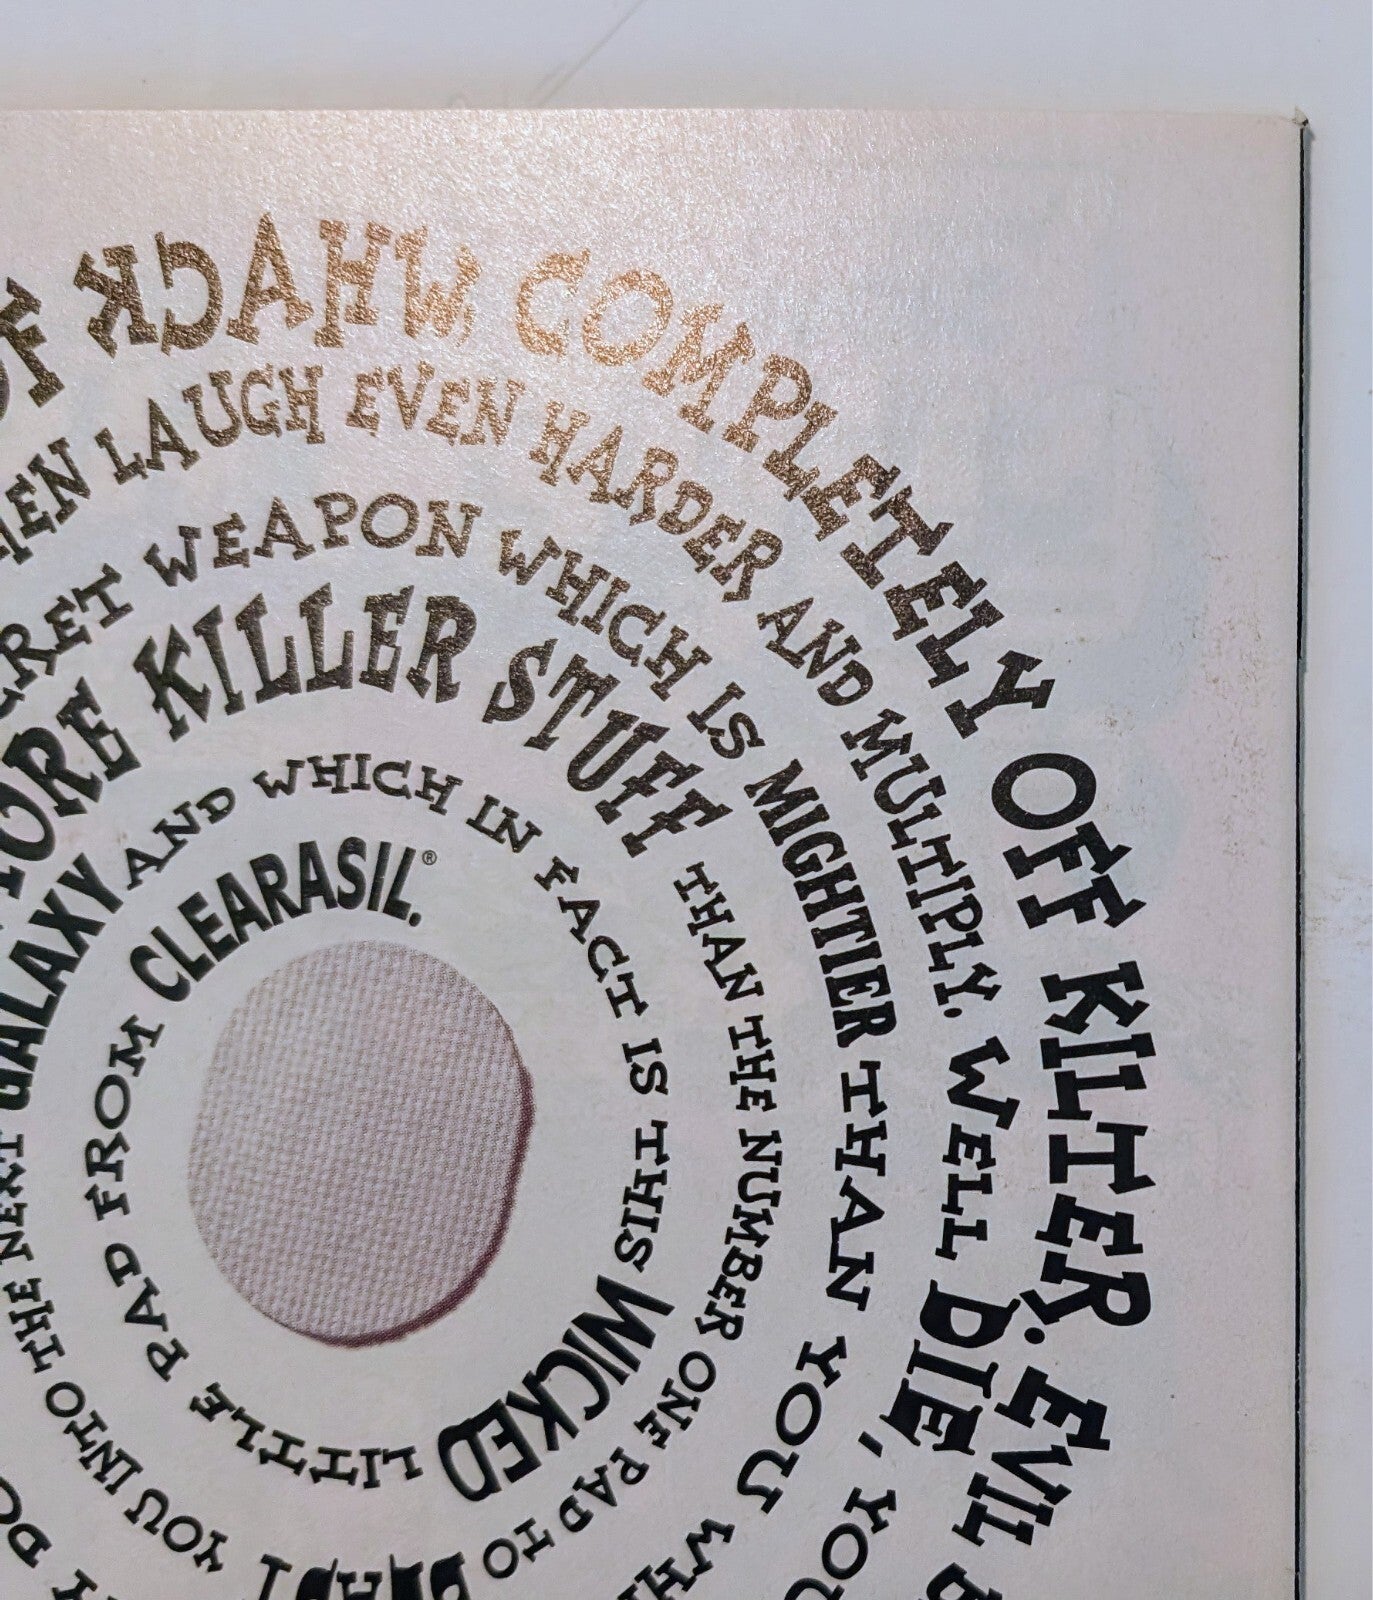 OF WHACK, COMPLETELY OFF KILTER. EVIL
THEN LAUGH EVEN HARDER AND MULTIPLY. WELL DIE, YOU
SECRET WEAPON WHICH IS MIGHTIER THAN YOU
MORE KILLER STUFF THAN THE NUMBER ONE PAD TO
YOU INTO THE NEXT GALAXY AND WHICH IN FACT IS THIS WICKED
LITTLE PAD FROM CLEARASIL.®